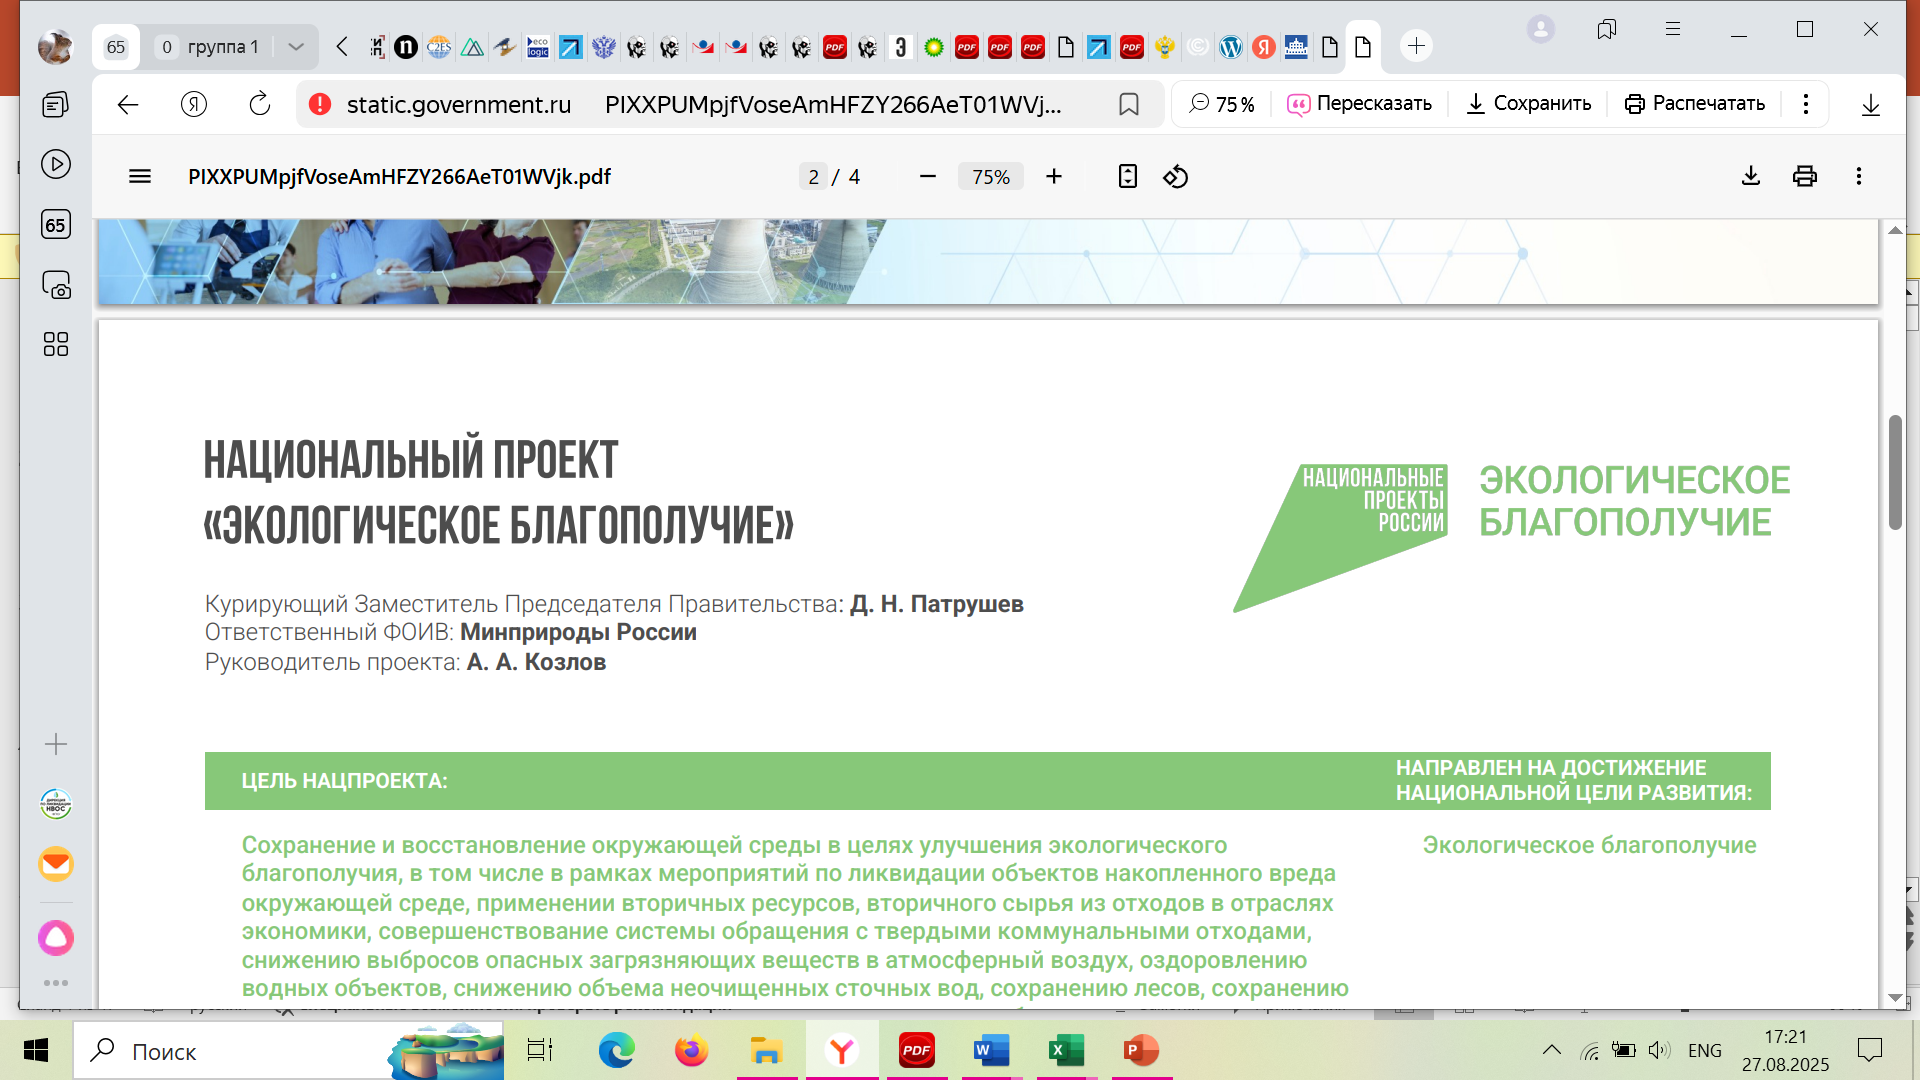 65
0 группа 1
static.government.ru PIXXPUMpjfVoseAmHFZY266AeT01WVj...
75 %
Пересказать
Сохранить
Распечатать
65
PIXXPUMpjfVoseAmHFZY266AeT01WVjk.pdf
2 / 4
75%
НАЦИОНАЛЬНЫЙ ПРОЕКТ
«ЭКОЛОГИЧЕСКОЕ БЛАГОПОЛУЧИЕ»
НАЦИОНАЛЬНЫЕ
ПРОЕКТЫ
РОССИИ
ЭКОЛОГИЧЕСКОЕ
БЛАГОПОЛУЧИЕ
Курирующий Заместитель Председателя Правительства: Д. Н. Патрушев
Ответственный ФОИВ: Минприроды России
Руководитель проекта: А. А. Козлов
ЦЕЛЬ НАЦПРОЕКТА:
НАПРАВЛЕН НА ДОСТИЖЕНИЕ
НАЦИОНАЛЬНОЙ ЦЕЛИ РАЗВИТИЯ:
Сохранение и восстановление окружающей среды в целях улучшения экологического
благополучия, в том числе в рамках мероприятий по ликвидации объектов накопленного вреда
окружающей среде, применении вторичных ресурсов, вторичного сырья из отходов в отраслях
экономики, совершенствование системы обращения с твердыми коммунальными отходами,
снижению выбросов опасных загрязняющих веществ в атмосферный воздух, оздоровлению
водных объектов, снижению объема неочищенных сточных вод, сохранению лесов, сохранению
Экологическое благополучие
Поиск
ENG
17:21
27.08.2025